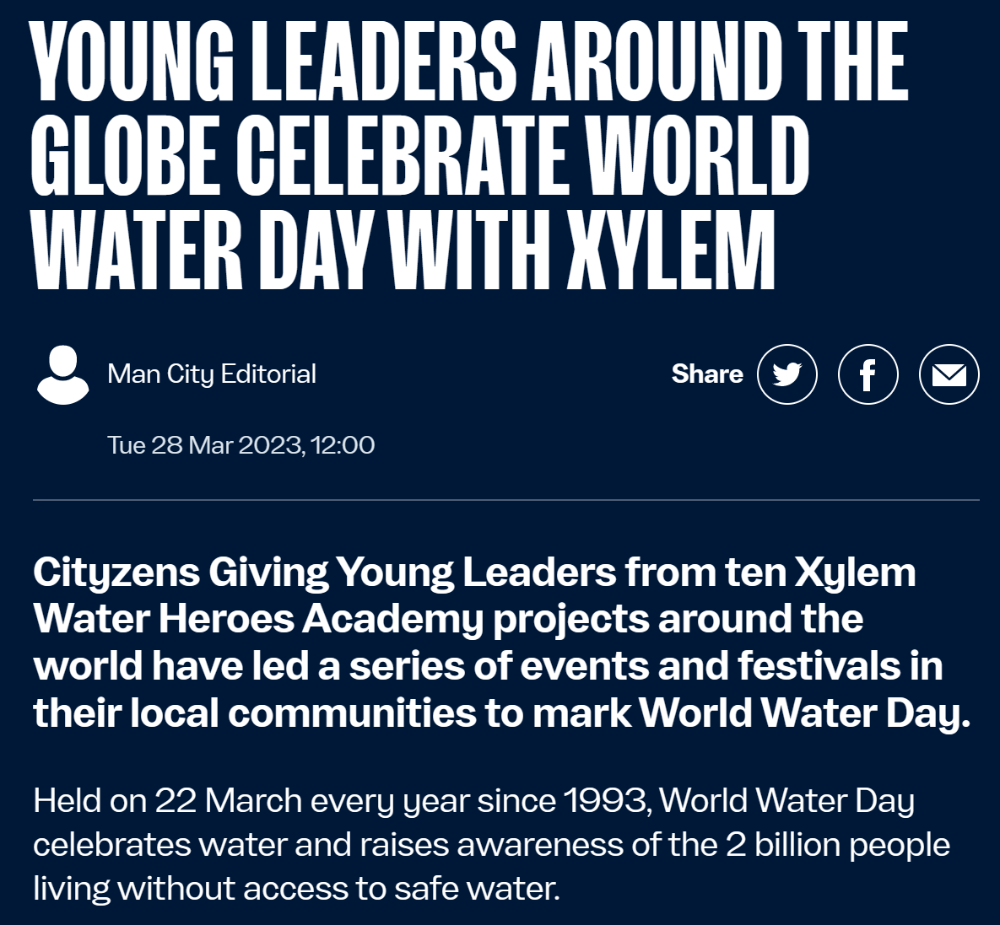 YOUNG LEADERS AROUND THE
GLOBE CELEBRATE WORLD
WATER DAY WITH XYLEM
Man City Editorial
Share
Tue 28 Mar 2023, 12:00
Cityzens Giving Young Leaders from ten Xylem
Water Heroes Academy projects around the
world have led a series of events and festivals in
their local communities to mark World Water Day.
Held on 22 March every year since 1993, World Water Day
celebrates water and raises awareness of the 2 billion people
living without access to safe water.